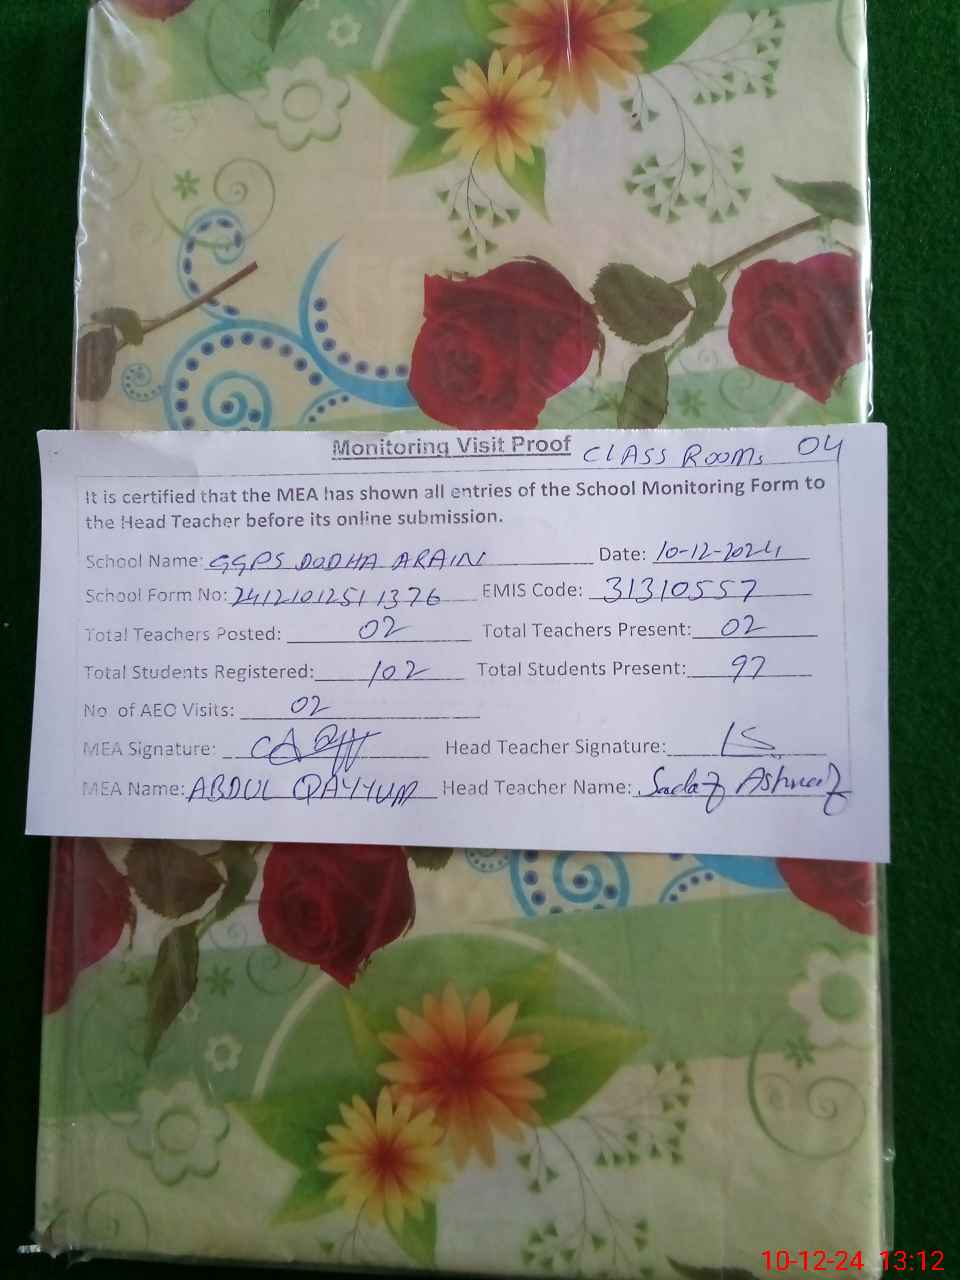 Monitoring Visit Proof CLASS ROOMs 04
It is certified that the MEA has shown all entries of the School Monitoring Form to
the Head Teacher before its online submission.
School Name: GGPS DODHA ARAIN Date: 10-12-2024
School Form No: 24121012511376 EMIS Code: 31310557
Total Teachers Posted: 02 Total Teachers Present: 02
Total Students Registered: 102 Total Students Present: 97
No of AEO Visits: 02
MEA Signature: Head Teacher Signature:
MEA Name: ABDUL QAYYUM Head Teacher Name: Sadaf Ashraf
10-12-24 13:12